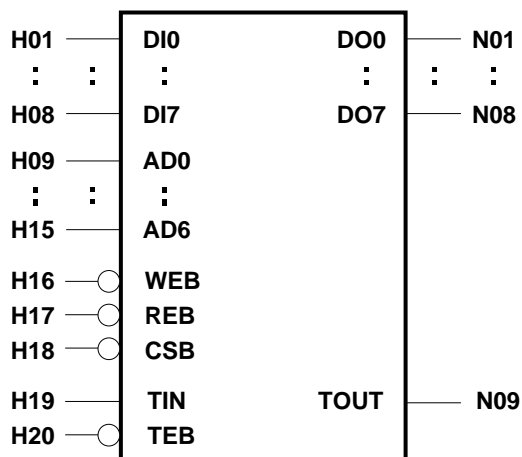 H01 DI0 DO0 N01
: : : : : :
H08 DI7 DO7 N08
H09 AD0
: : :
H15 AD6
H16 WEB
H17 REB
H18 CSB
H19 TIN TOUT N09
H20 TEB